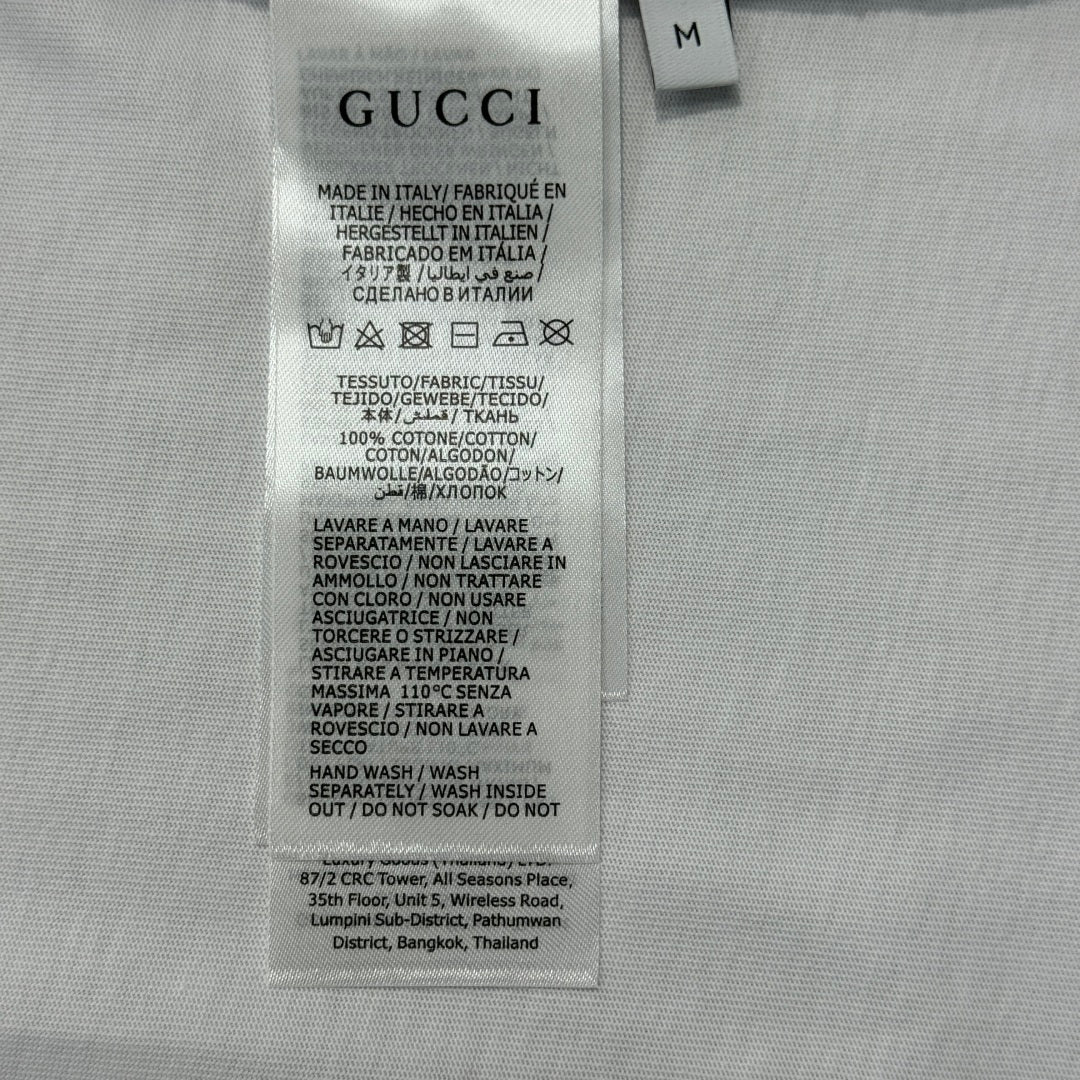 M
GUCCI
MADE IN ITALY/ FABRIQUÉ EN
ITALIE / HECHO EN ITALIA /
HERGESTELLT IN ITALIEN /
FABRICADO EM ITÁLIA /
イタリア製 / صنع في ايطاليا /
СДЕЛАНО В ИТАЛИИ
TESSUTO/FABRIC/TISSU/
TEJIDO/GEWEBE/TECIDO/
本体/قماش/ ТКАНЬ
100% COTONE/COTTON/
COTON/ALGODON/
BAUMWOLLE/ALGODÃO/コットン/
قطن/棉/ХЛОПОК
LAVARE A MANO / LAVARE
SEPARATAMENTE / LAVARE A
ROVESCIO / NON LASCIARE IN
AMMOLLO / NON TRATTARE
CON CLORO / NON USARE
ASCIUGATRICE / NON
TORCERE O STRIZZARE /
ASCIUGARE IN PIANO /
STIRARE A TEMPERATURA
MASSIMA 110°C SENZA
VAPORE / STIRARE A
ROVESCIO / NON LAVARE A
SECCO
HAND WASH / WASH
SEPARATELY / WASH INSIDE
OUT / DO NOT SOAK / DO NOT
Luxury Goods (Thailand) LTD.
87/2 CRC Tower, All Seasons Place,
35th Floor, Unit 5, Wireless Road,
Lumpini Sub-District, Pathumwan
District, Bangkok, Thailand